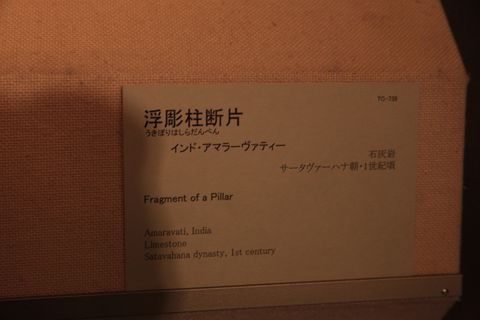 TC-739
浮彫柱断片
うきぼりはしらだんぺん
インド・アマラーヴァティー
石灰岩
サータヴァーハナ朝・1世紀頃
Fragment of a Pillar
Amaravati, India
Limestone
Satavahana dynasty, 1st century